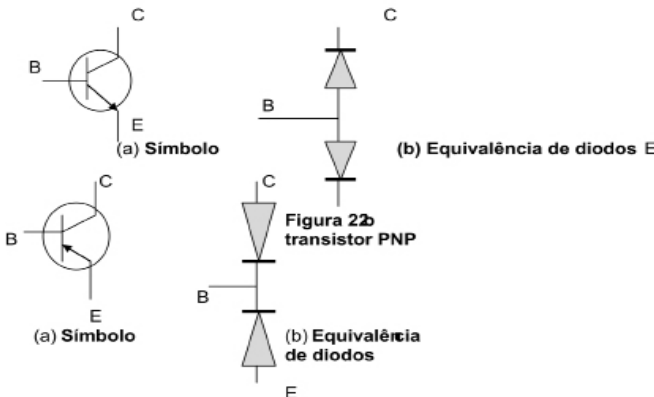 C
C
B
B
E
(a) Símbolo
(b) Equivalência de diodos E
C
C
Figura 22b
transistor PNP
B
B
E
(a) Símbolo
(b) Equivalência
de diodos
E